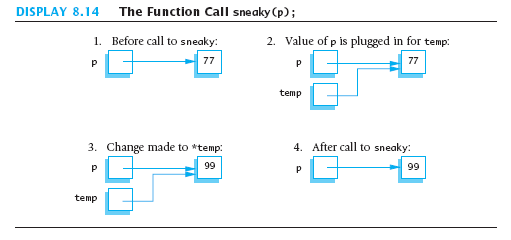 DISPLAY 8.14 The Function Call sneaky(p);
1. Before call to sneaky:
p 77
2. Value of p is plugged in for temp:
p 77
temp
3. Change made to *temp:
p 99
temp
4. After call to sneaky:
p 99